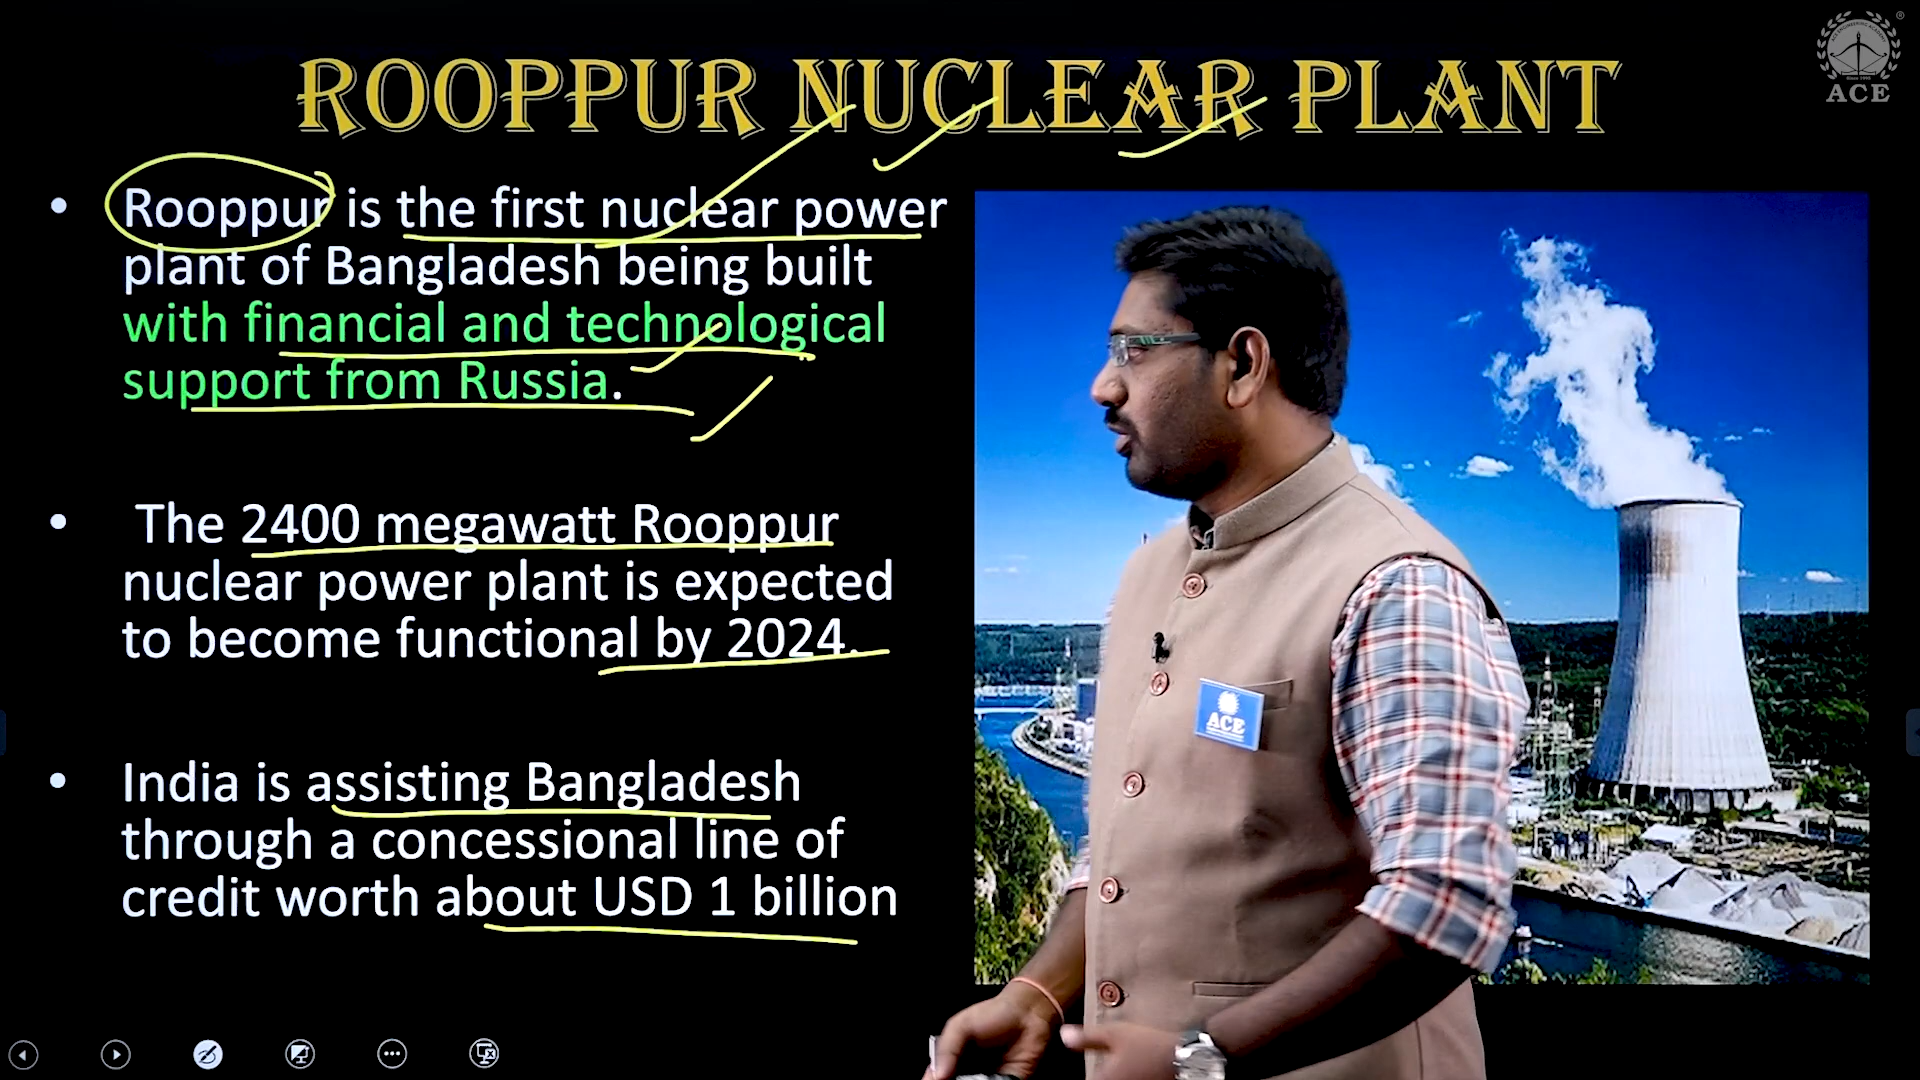 ROOPPUR NUCLEAR PLANT
ACE
• Rooppur is the first nuclear power
plant of Bangladesh being built
with financial and technological
support from Russia.
• The 2400 megawatt Rooppur
nuclear power plant is expected
to become functional by 2024.
• India is assisting Bangladesh
through a concessional line of
credit worth about USD 1 billion
ACE